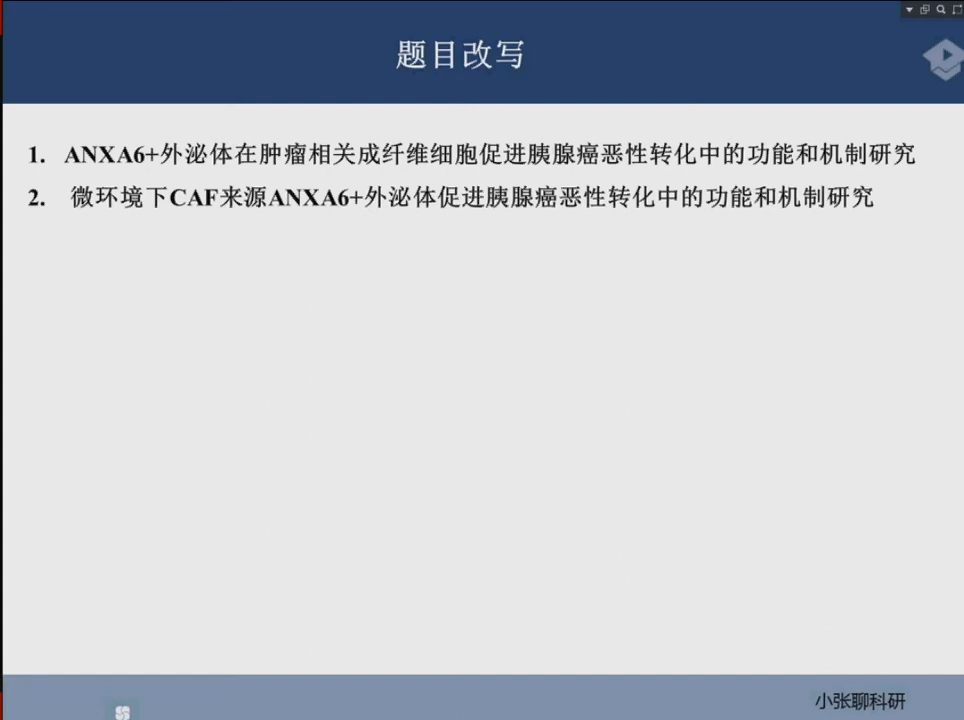 题目改写
1. ANXA6+外泌体在肿瘤相关成纤维细胞促进胰腺癌恶性转化中的功能和机制研究
2. 微环境下CAF来源ANXA6+外泌体促进胰腺癌恶性转化中的功能和机制研究
小张聊科研